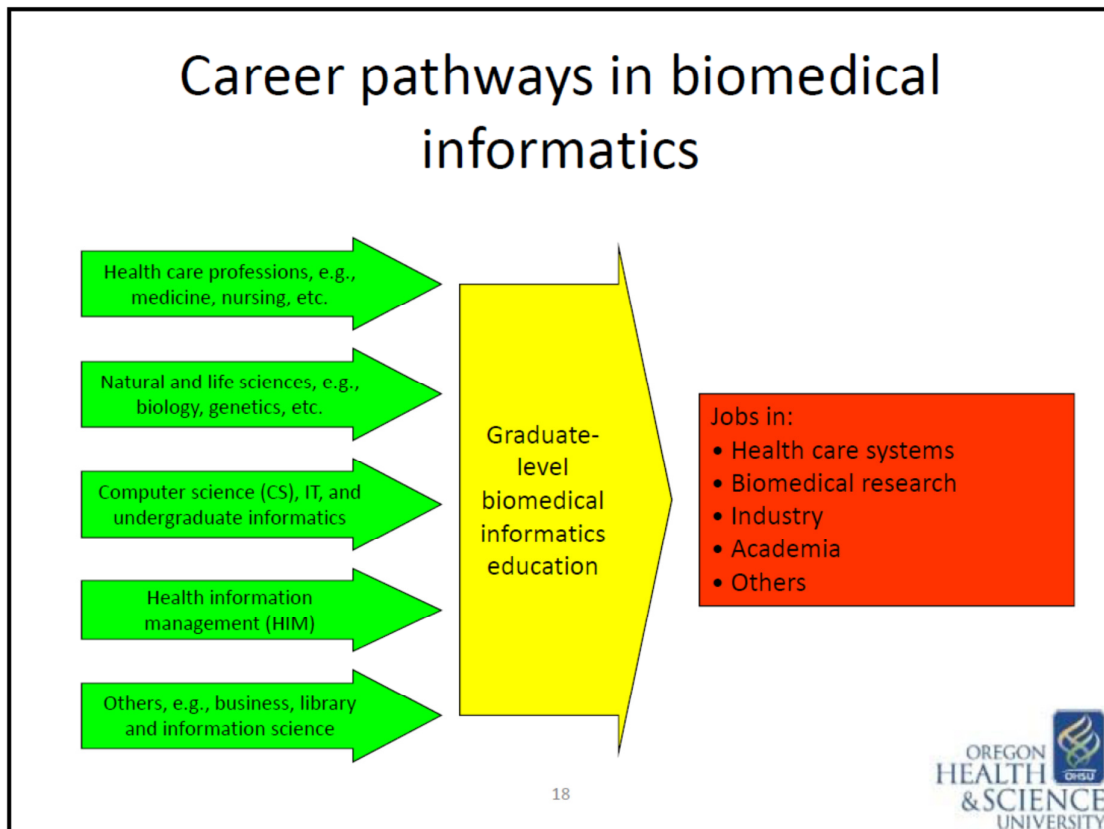 Career pathways in biomedical
informatics
Health care professions, e.g.,
medicine, nursing, etc.
Natural and life sciences, e.g.,
biology, genetics, etc.
Computer science (CS), IT, and
undergraduate informatics
Health information
management (HIM)
Others, e.g., business, library
and information science
Graduate-
level
biomedical
informatics
education
Jobs in:
• Health care systems
• Biomedical research
• Industry
• Academia
• Others
18
OREGON
HEALTH
OHSU
& SCIENCE
UNIVERSITY